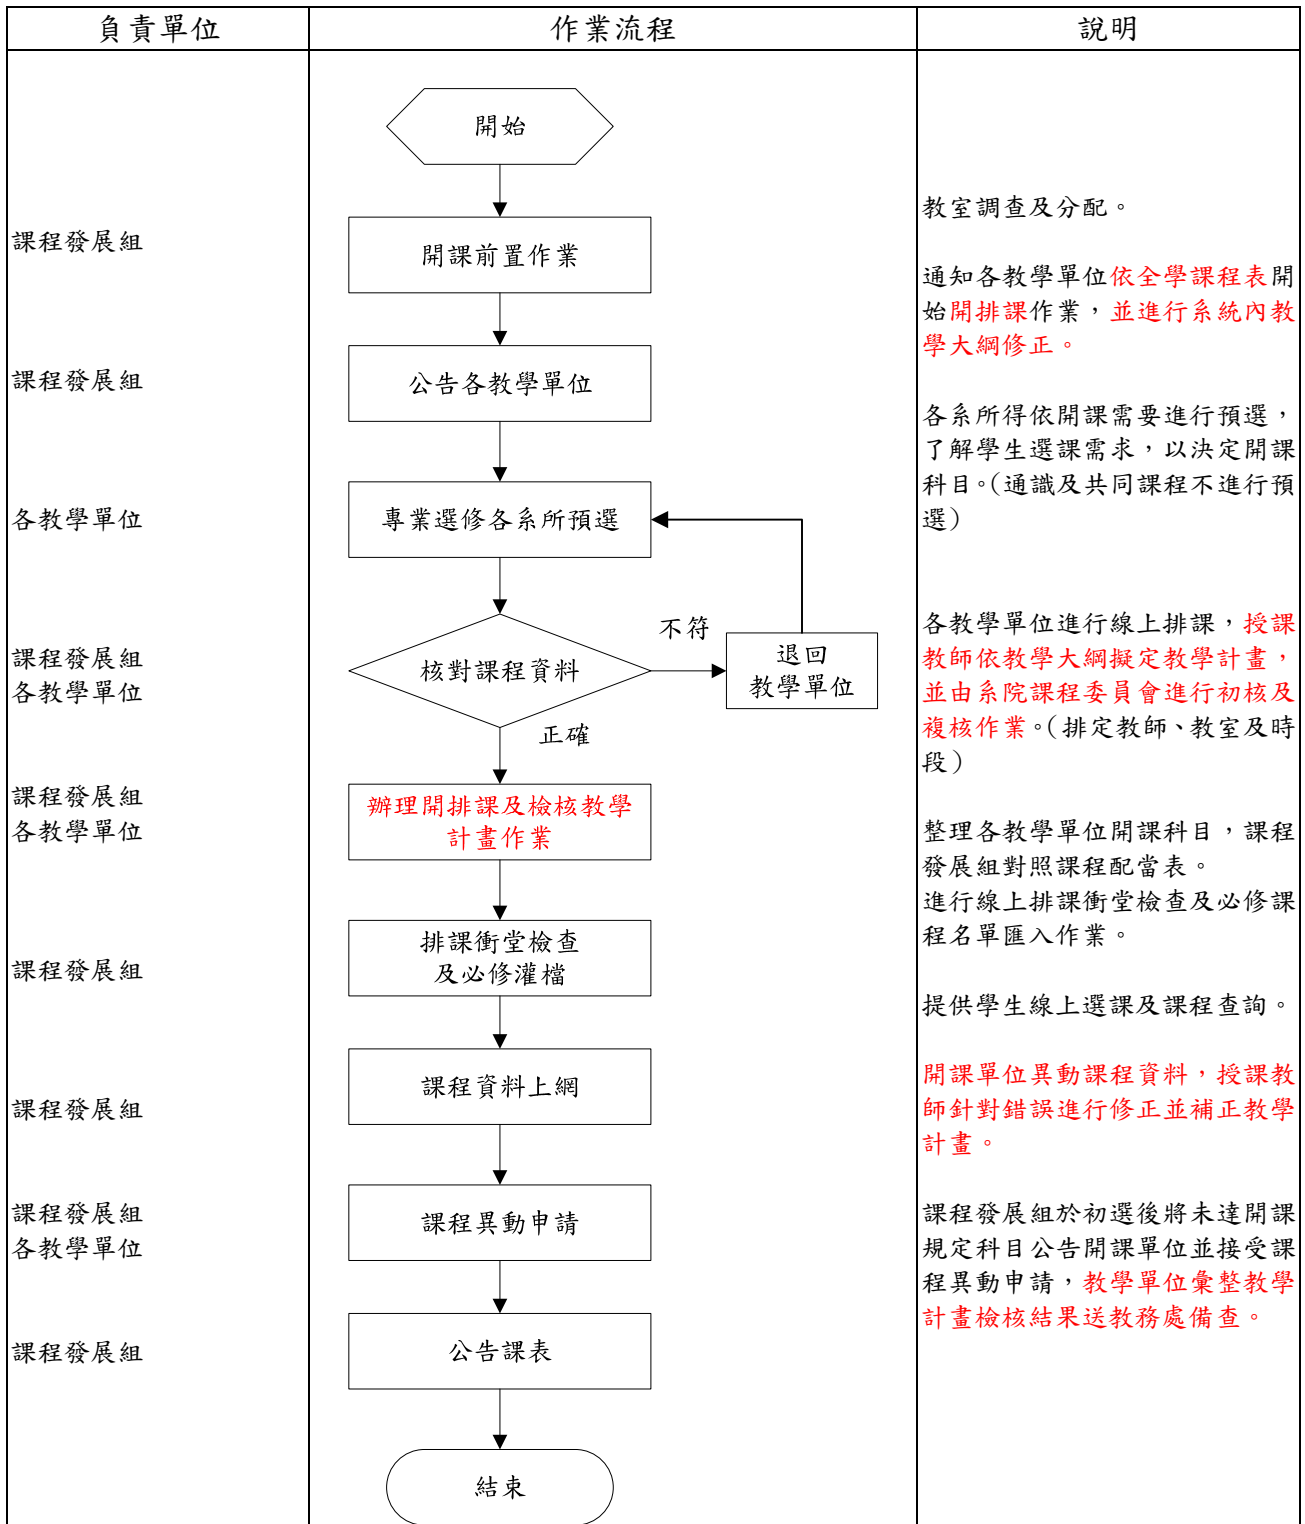 負責單位
作業流程
說明
課程發展組
課程發展組
各教學單位
課程發展組
各教學單位
課程發展組
各教學單位
課程發展組
課程發展組
課程發展組
各教學單位
課程發展組
開始
開課前置作業
公告各教學單位
專業選修各系所預選
核對課程資料
不符
退回
教學單位
正確
辦理開排課及檢核教學
計畫作業
排課衝堂檢查
及必修灌檔
課程資料上網
課程異動申請
公告課表
結束
教室調查及分配。
通知各教學單位依全學課程表開
始開排課作業，並進行系統內教
學大綱修正。
各系所得依開課需要進行預選，
了解學生選課需求，以決定開課
科目。(通識及共同課程不進行預
選)
各教學單位進行線上排課，授課
教師依教學大綱擬定教學計畫，
並由系院課程委員會進行初核及
複核作業。(排定教師、教室及時
段)
整理各教學單位開課科目，課程
發展組對照課程配當表。
進行線上排課衝堂檢查及必修課
程名單匯入作業。
提供學生線上選課及課程查詢。
開課單位異動課程資料，授課教
師針對錯誤進行修正並補正教學
計畫。
課程發展組於初選後將未達開課
規定科目公告開課單位並接受課
程異動申請，教學單位彙整教學
計畫檢核結果送教務處備查。